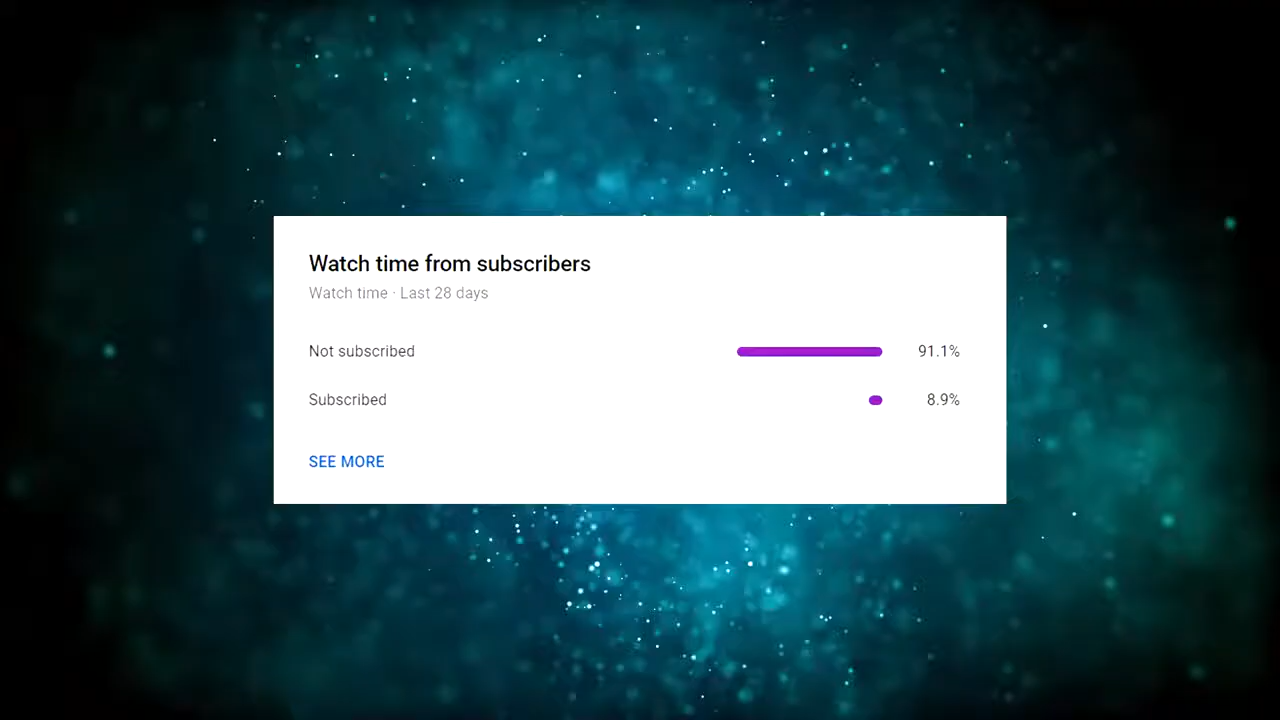 Watch time from subscribers
Watch time · Last 28 days
Not subscribed 91.1%
Subscribed 8.9%
SEE MORE